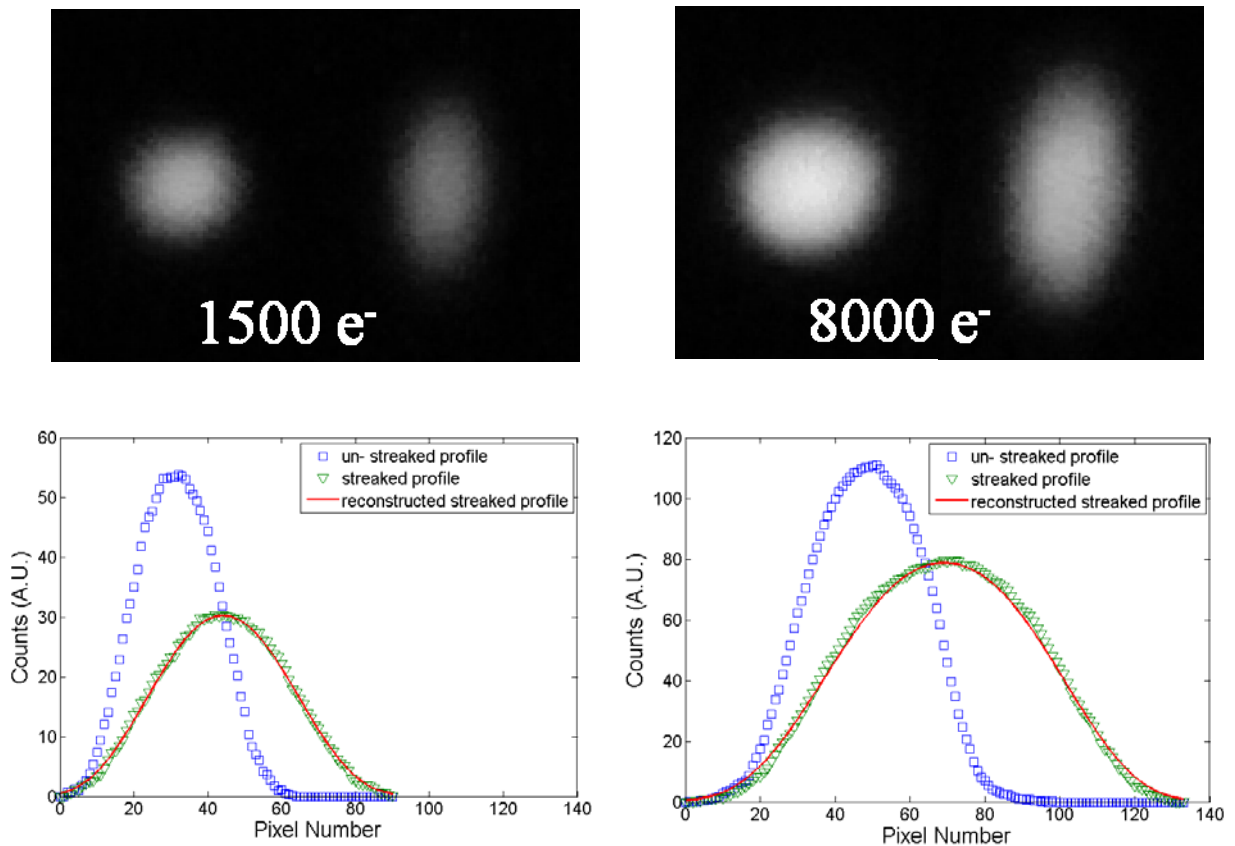 1500 e-
8000 e-
60
50
40
30
20
10
0
Counts (A.U.)
un- streaked profile
streaked profile
reconstructed streaked profile
0 20 40 60 80 100 120 140
Pixel Number
120
100
80
60
40
20
0
Counts (A.U.)
un- streaked profile
streaked profile
reconstructed streaked profile
0 20 40 60 80 100 120 140
Pixel Number